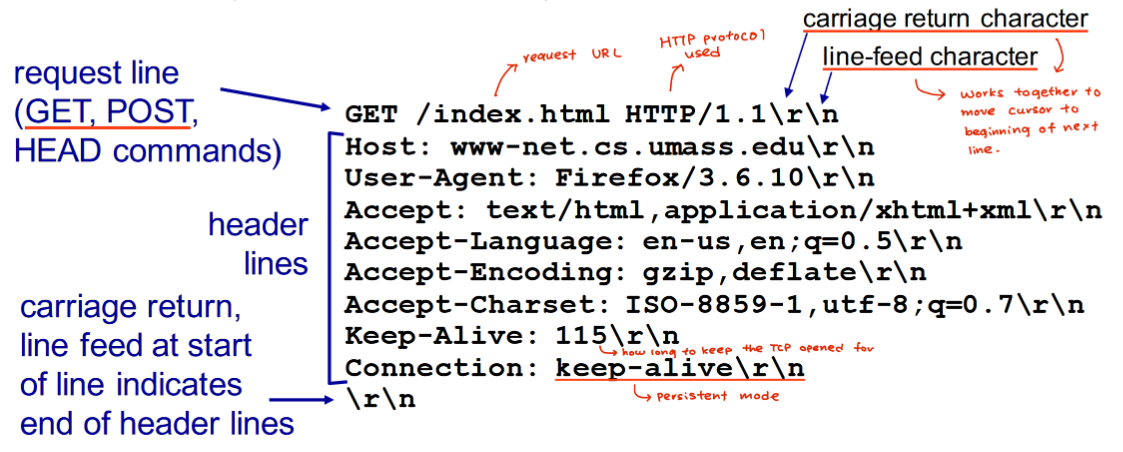 carriage return character
line-feed character
request URL
HTTP protocol
used
works together to
move cursor to
beginning of next
line.
request line
(GET, POST,
HEAD commands)
GET /index.html HTTP/1.1\r\n
Host: www-net.cs.umass.edu\r\n
User-Agent: Firefox/3.6.10\r\n
Accept: text/html,application/xhtml+xml\r\n
Accept-Language: en-us,en;q=0.5\r\n
Accept-Encoding: gzip,deflate\r\n
Accept-Charset: ISO-8859-1,utf-8;q=0.7\r\n
Keep-Alive: 115\r\n
how long to keep the TCP opened for
Connection: keep-alive\r\n
persistent mode
\r\n
header
lines
carriage return,
line feed at start
of line indicates
end of header lines